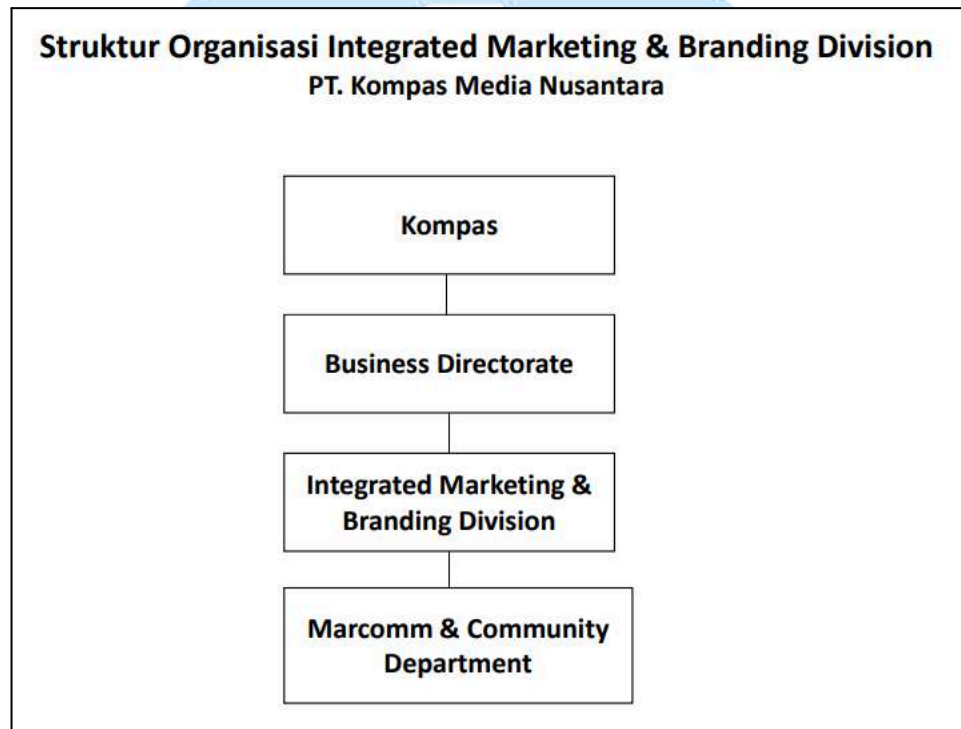 Struktur Organisasi Integrated Marketing & Branding Division
PT. Kompas Media Nusantara
Kompas
Business Directorate
Integrated Marketing &
Branding Division
Marcomm & Community
Department